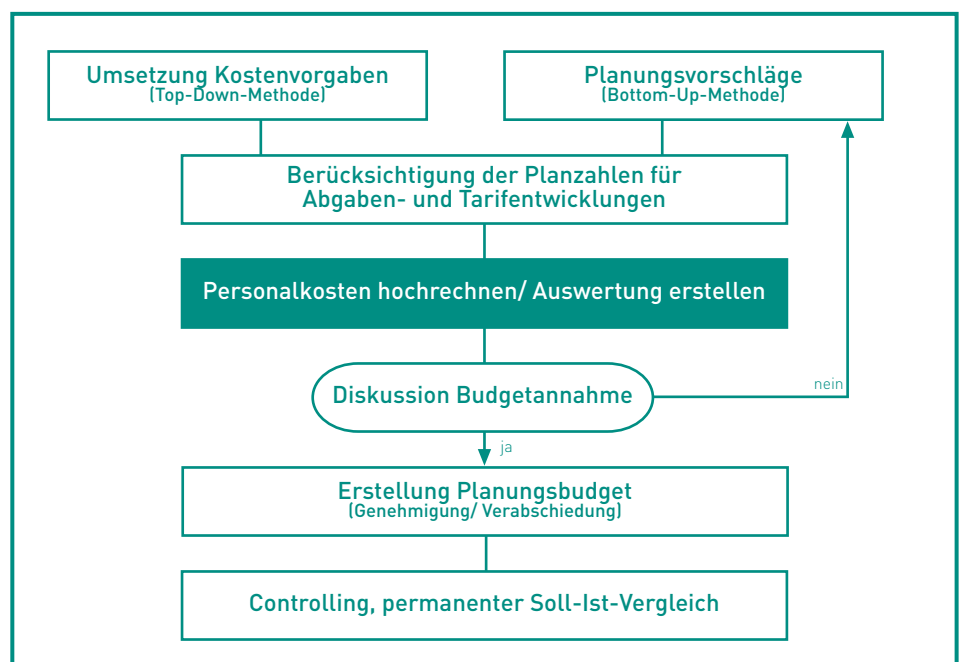 Umsetzung Kostenvorgaben
(Top-Down-Methode)
Planungsvorschläge
(Bottom-Up-Methode)
Berücksichtigung der Planzahlen für
Abgaben- und Tarifentwicklungen
Personalkosten hochrechnen/ Auswertung erstellen
Diskussion Budgetannahme
nein
ja
Erstellung Planungsbudget
(Genehmigung/ Verabschiedung)
Controlling, permanenter Soll-Ist-Vergleich